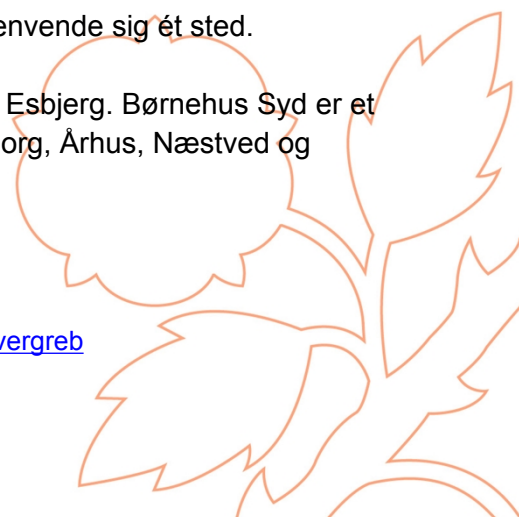 envende sig ét sted.
Esbjerg. Børnehus Syd er et
org, Århus, Næstved og
vergreb